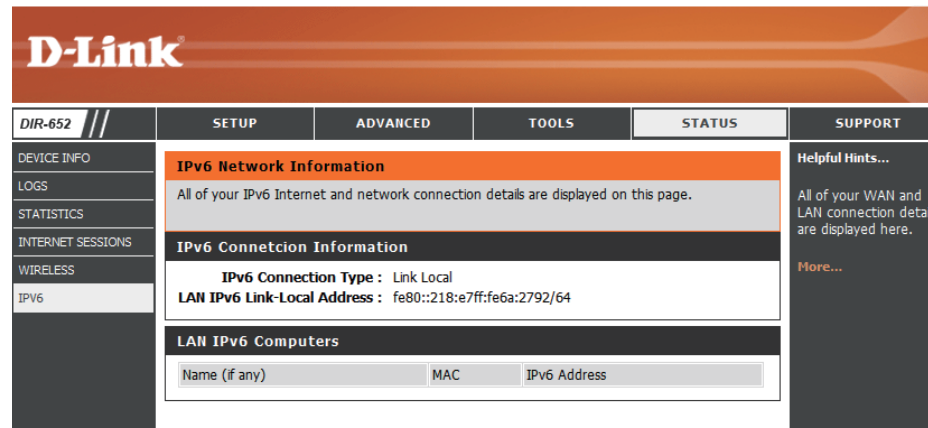 D-Link
DIR-652
SETUP
ADVANCED
TOOLS
STATUS
SUPPORT
DEVICE INFO
LOGS
STATISTICS
INTERNET SESSIONS
WIRELESS
IPV6
IPv6 Network Information
All of your IPv6 Internet and network connection details are displayed on this page.
IPv6 Connetcion Information
IPv6 Connection Type : Link Local
LAN IPv6 Link-Local Address : fe80::218:e7ff:fe6a:2792/64
LAN IPv6 Computers
Name (if any) MAC IPv6 Address
Helpful Hints...
All of your WAN and
LAN connection deta
are displayed here.
More...